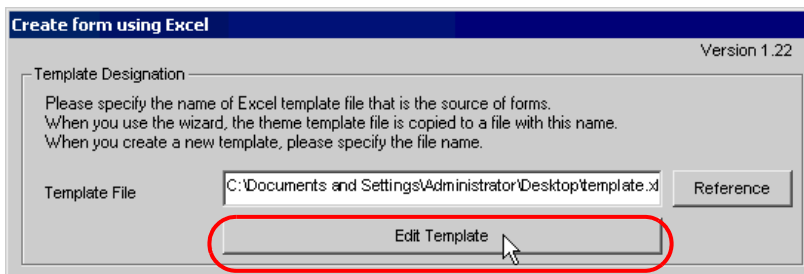 Create form using Excel
Version 1.22
Template Designation
Please specify the name of Excel template file that is the source of forms.
When you use the wizard, the theme template file is copied to a file with this name.
When you create a new template, please specify the file name.
Template File
C:\Documents and Settings\Administrator\Desktop\template.xl
Reference
Edit Template